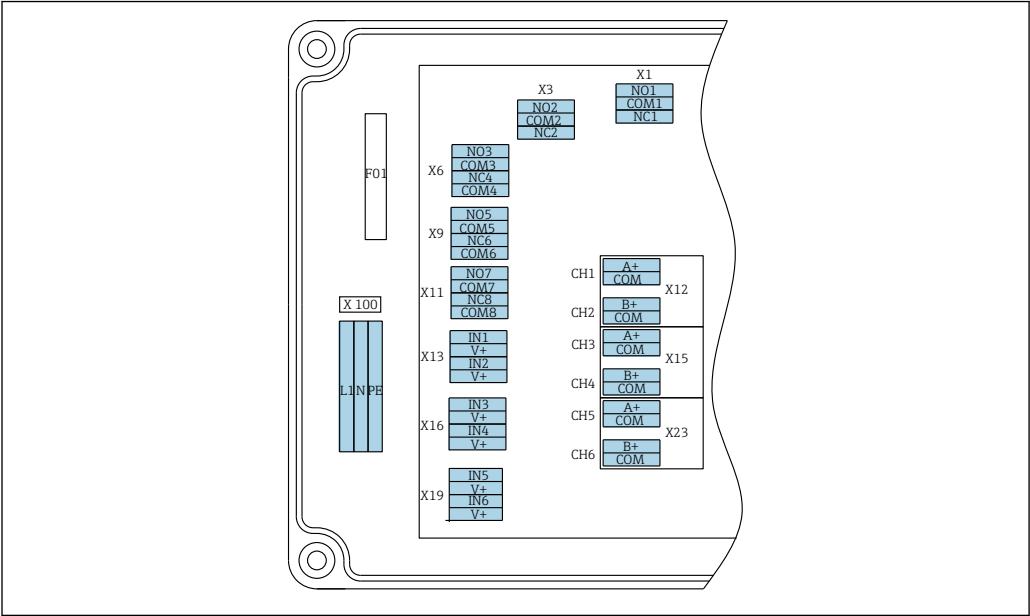 X1
NO1
COM1
NC1
X3
NO2
COM2
NC2
F01
X6
NO3
COM3
NC4
COM4
X9
NO5
COM5
NC6
COM6
X11
NO7
COM7
NC8
COM8
X 100
L1 N PE
X13
IN1
V+
IN2
V+
X16
IN3
V+
IN4
V+
X19
IN5
V+
IN6
V+
CH1
A+
COM
X12
CH2
B+
COM
CH3
A+
COM
X15
CH4
B+
COM
CH5
A+
COM
X23
CH6
B+
COM